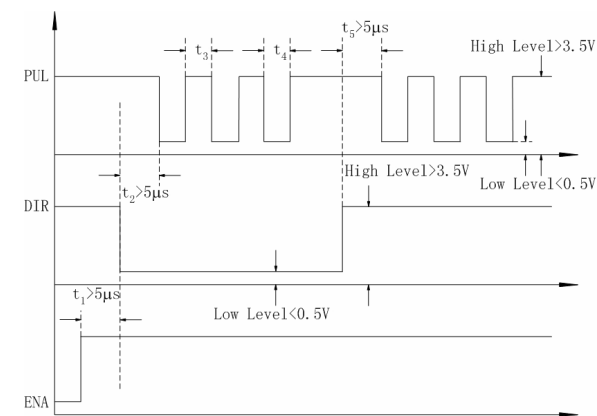 t5>5μs
High Level>3.5V
t3
t4
PUL
High Level>3.5V
Low Level<0.5V
t2>5μs
DIR
t1>5μs
Low Level<0.5V
ENA